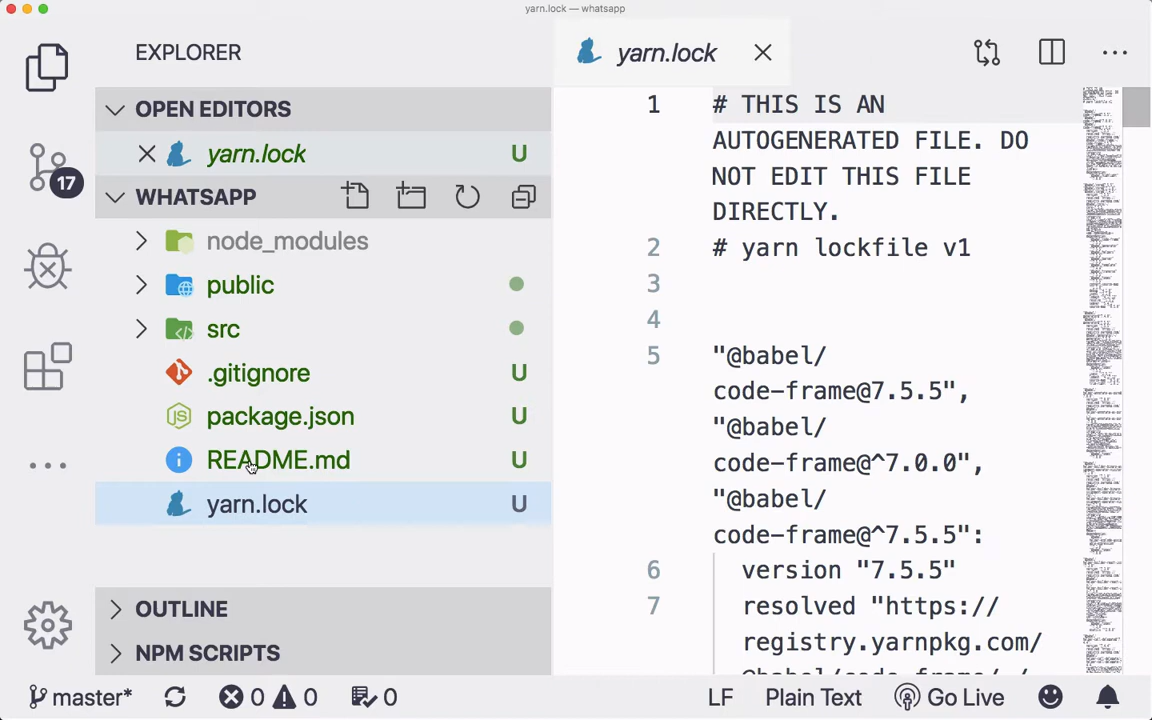 yarn.lock — whatsapp
EXPLORER
OPEN EDITORS
yarn.lock U
WHATSAPP
node_modules
public
src
.gitignore U
package.json U
README.md U
yarn.lock U
OUTLINE
NPM SCRIPTS
17
yarn.lock
1 # THIS IS AN
AUTOGENERATED FILE. DO
NOT EDIT THIS FILE
DIRECTLY.
2 # yarn lockfile v1
3
4
5 "@babel/
code-frame@7.5.5",
"@babel/
code-frame@^7.0.0",
"@babel/
code-frame@^7.5.5":
6 version "7.5.5"
7 resolved "https://
registry.yarnpkg.com/
@babel/code-frame/-/
master* 0 0 0 LF Plain Text Go Live